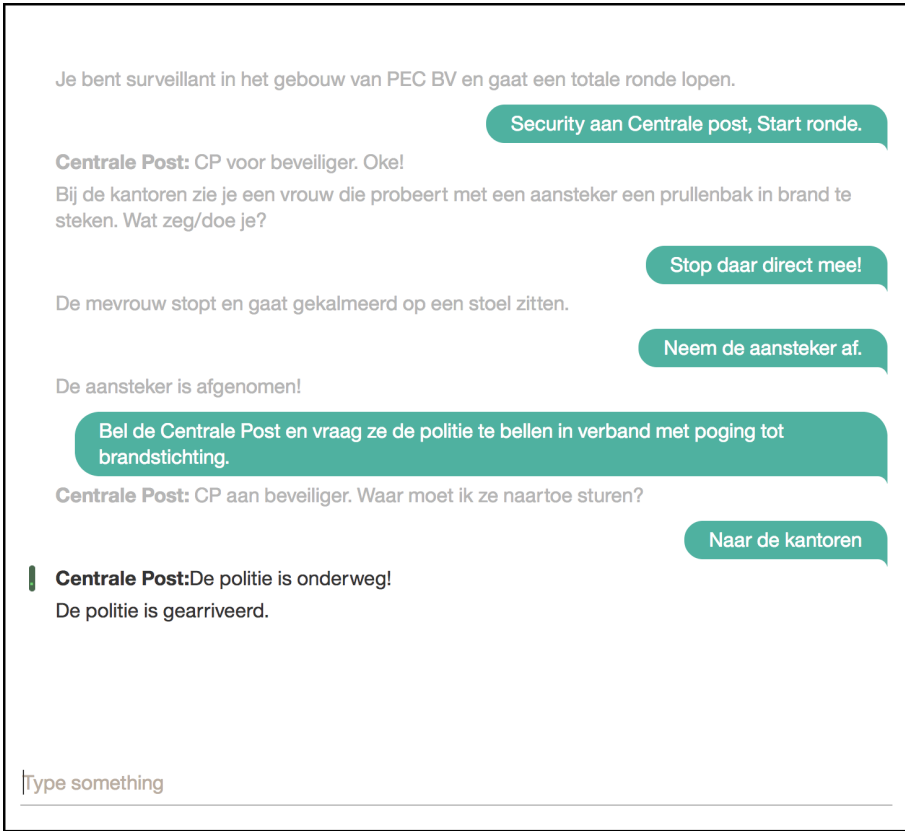 Je bent surveillant in het gebouw van PEC BV en gaat een totale ronde lopen.
Security aan Centrale post, Start ronde.
Centrale Post: CP voor beveiliger. Oke!
Bij de kantoren zie je een vrouw die probeert met een aansteker een prullenbak in brand te
steken. Wat zeg/doe je?
Stop daar direct mee!
De mevrouw stopt en gaat gekalmeerd op een stoel zitten.
Neem de aansteker af.
De aansteker is afgenomen!
Bel de Centrale Post en vraag ze de politie te bellen in verband met poging tot
brandstichting.
Centrale Post: CP aan beveiliger. Waar moet ik ze naartoe sturen?
Naar de kantoren
Centrale Post:De politie is onderweg!
De politie is gearriveerd.
Type something